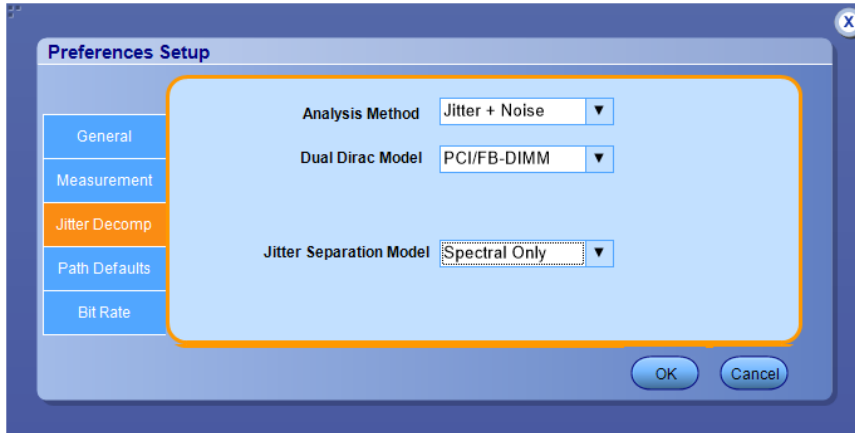 X
Preferences Setup
General
Measurement
Jitter Decomp
Path Defaults
Bit Rate
Analysis Method Jitter + Noise ▼
Dual Dirac Model PCI/FB-DIMM ▼
Jitter Separation Model Spectral Only ▼
OK Cancel